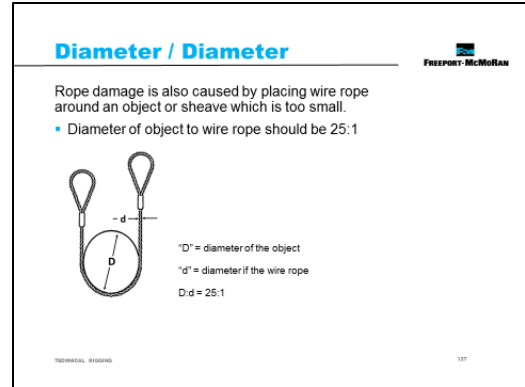 Diameter / Diameter
FCX
FREEPORT-MCMORAN
Rope damage is also caused by placing wire rope
around an object or sheave which is too small.
▪ Diameter of object to wire rope should be 25:1
d
D
"D" = diameter of the object
"d" = diameter if the wire rope
D:d = 25:1
TECHNICAL RIGGING
137